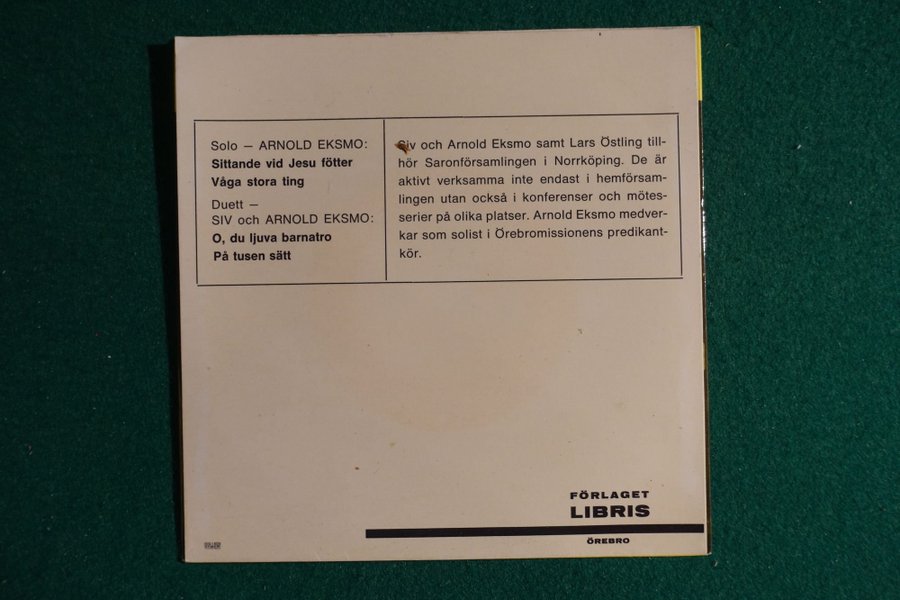 Solo — ARNOLD EKSMO:
Sittande vid Jesu fötter
Våga stora ting
Duett —
SIV och ARNOLD EKSMO:
O, du ljuva barnatro
På tusen sätt
Siv och Arnold Eksmo samt Lars Östling till-
hör Saronförsamlingen i Norrköping. De är
aktivt verksamma inte endast i hemförsam-
lingen utan också i konferenser och mötes-
serier på olika platser. Arnold Eksmo medver-
kar som solist i Örebromissionens predikant-
kör.
FÖRLAGET
LIBRIS
ÖREBRO